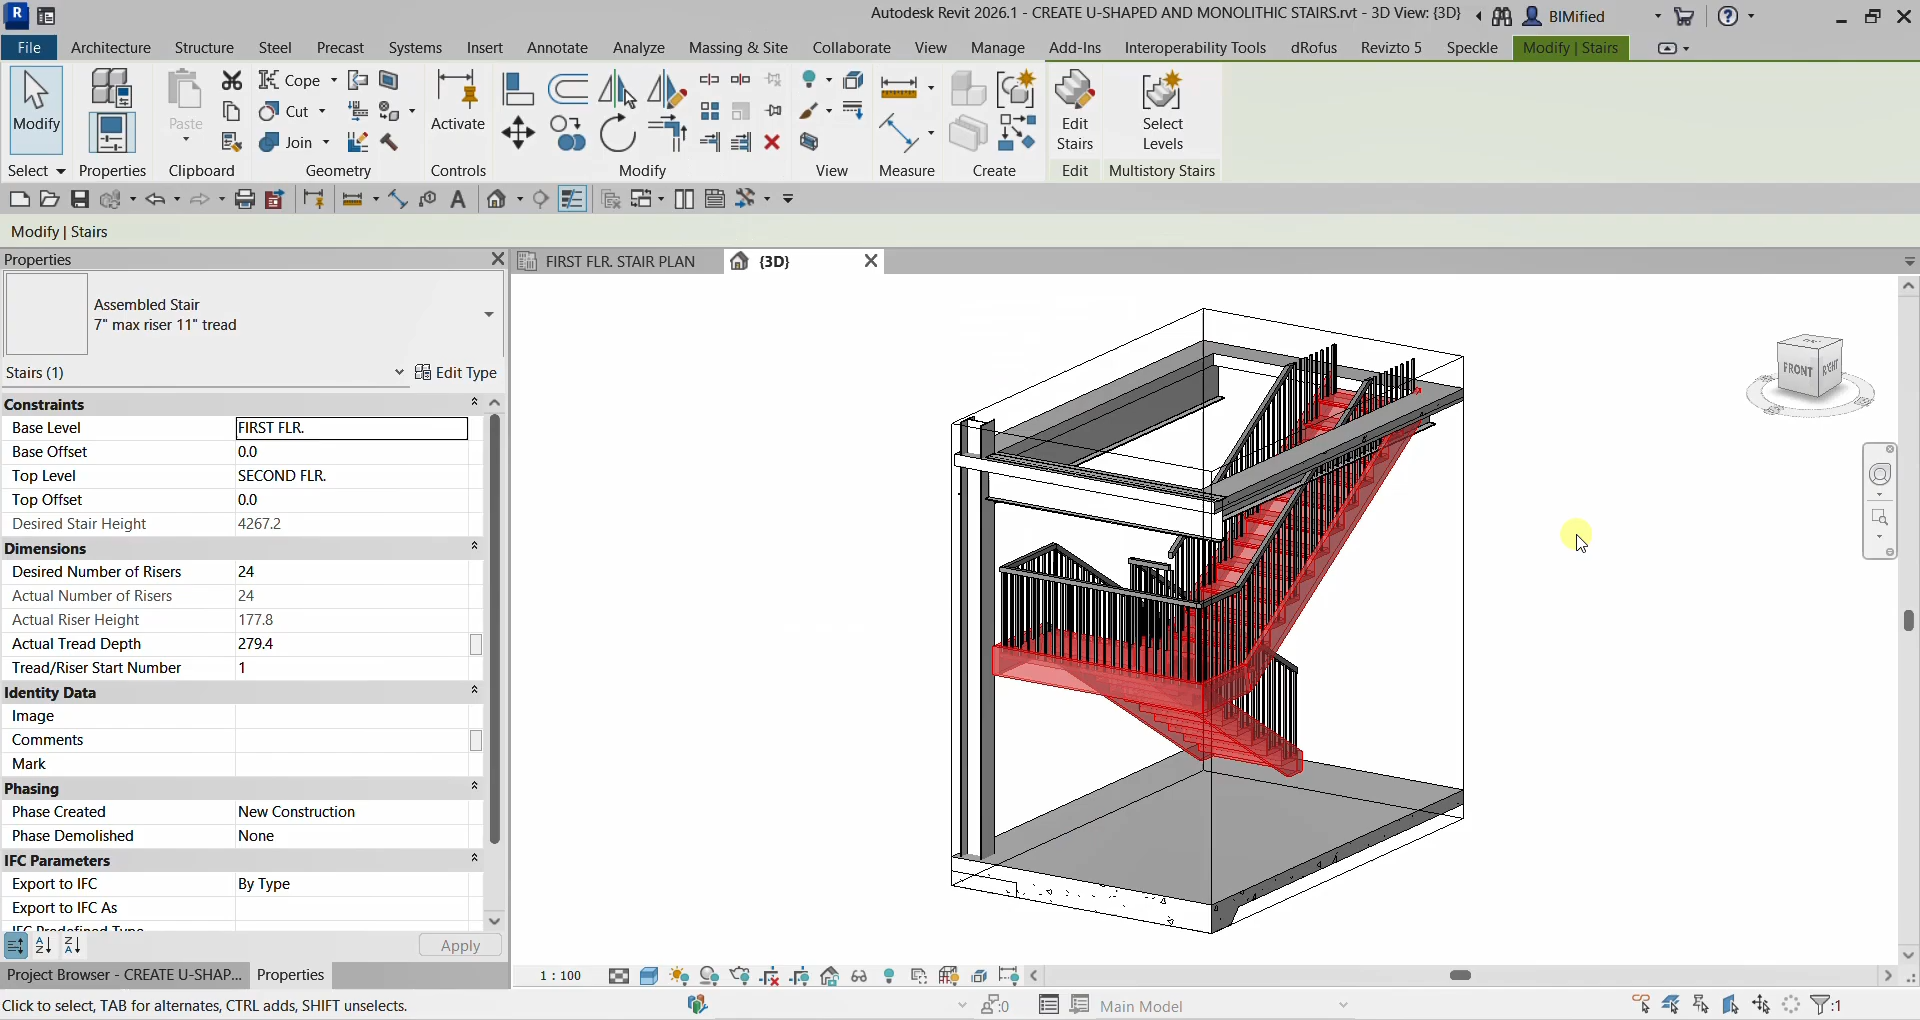 Autodesk Revit 2026.1 - CREATE U-SHAPED AND MONOLITHIC STAIRS.rvt - 3D View: {3D}
BIMified
File Architecture Structure Steel Precast Systems Insert Annotate Analyze Massing & Site Collaborate View Manage Add-Ins Interoperability Tools dRofus Revizto 5 Speckle Modify | Stairs
Modify
Paste
Cope
Cut
Join
Activate
Edit
Stairs
Select
Levels
Select Properties Clipboard Geometry Controls Modify View Measure Create Edit Multistory Stairs
Modify | Stairs
Properties
FIRST FLR. STAIR PLAN
{3D}
Assembled Stair
7" max riser 11" tread
Stairs (1)
Edit Type
Constraints
Base Level FIRST FLR.
Base Offset 0.0
Top Level SECOND FLR.
Top Offset 0.0
Desired Stair Height 4267.2
Dimensions
Desired Number of Risers 24
Actual Number of Risers 24
Actual Riser Height 177.8
Actual Tread Depth 279.4
Tread/Riser Start Number 1
Identity Data
Image
Comments
Mark
Phasing
Phase Created New Construction
Phase Demolished None
IFC Parameters
Export to IFC By Type
Export to IFC As
IFC Predefined Type
Apply
FRONT
RIGHT
Project Browser - CREATE U-SHAP...
Properties
1 : 100
Click to select, TAB for alternates, CTRL adds, SHIFT unselects.
:0
Main Model
:1